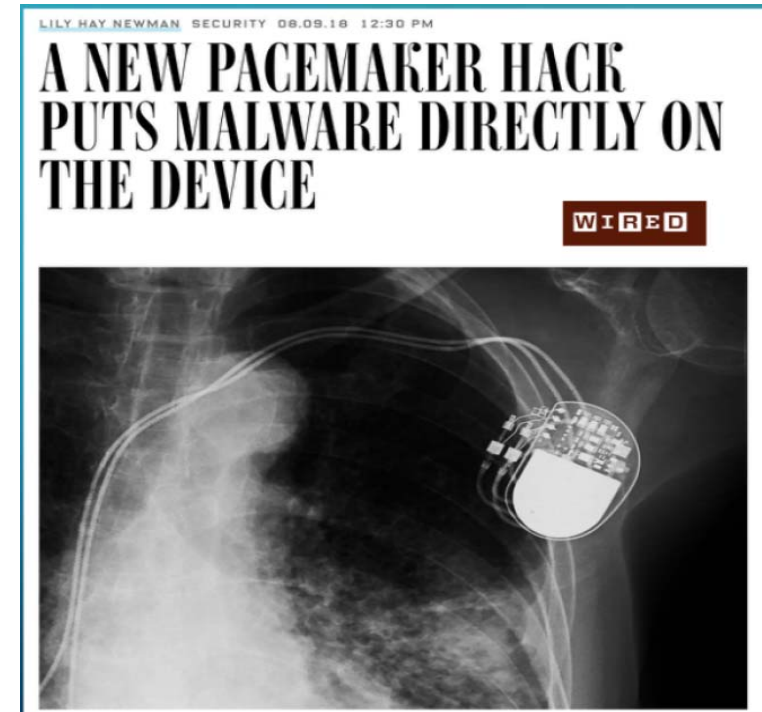 LILY HAY NEWMAN SECURITY 08.09.18 12:30 PM
A NEW PACEMAKER HACK
PUTS MALWARE DIRECTLY ON
THE DEVICE
WIRED